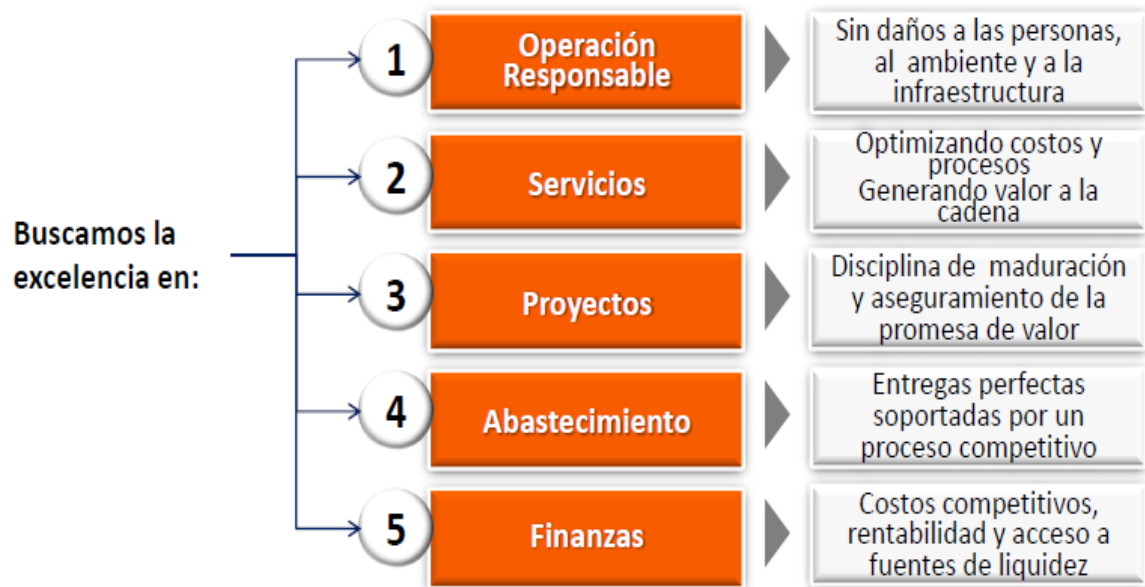 Buscamos la
excelencia en:
1
Operación
Responsable
Sin daños a las personas,
al ambiente y a la
infraestructura
2
Servicios
Optimizando costos y
procesos
Generando valor a la
cadena
3
Proyectos
Disciplina de maduración
y aseguramiento de la
promesa de valor
4
Abastecimiento
Entregas perfectas
soportadas por un
proceso competitivo
5
Finanzas
Costos competitivos,
rentabilidad y acceso a
fuentes de liquidez